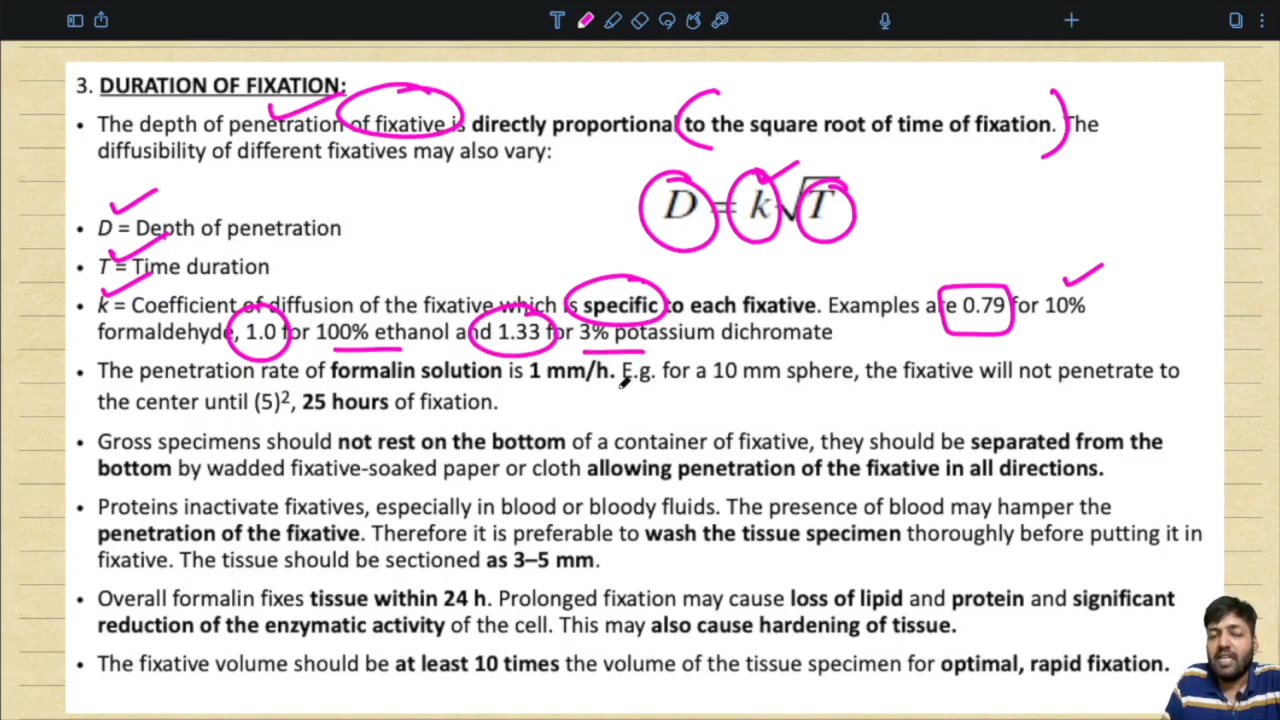 3. DURATION OF FIXATION:
• The depth of penetration of fixative is directly proportional to the square root of time of fixation. The
diffusibility of different fixatives may also vary:
D = k√T
• D = Depth of penetration
• T = Time duration
• k = Coefficient of diffusion of the fixative which is specific to each fixative. Examples are 0.79 for 10%
formaldehyde, 1.0 for 100% ethanol and 1.33 for 3% potassium dichromate
• The penetration rate of formalin solution is 1 mm/h. E.g. for a 10 mm sphere, the fixative will not penetrate to
the center until (5)², 25 hours of fixation.
• Gross specimens should not rest on the bottom of a container of fixative, they should be separated from the
bottom by wadded fixative-soaked paper or cloth allowing penetration of the fixative in all directions.
• Proteins inactivate fixatives, especially in blood or bloody fluids. The presence of blood may hamper the
penetration of the fixative. Therefore it is preferable to wash the tissue specimen thoroughly before putting it in
fixative. The tissue should be sectioned as 3–5 mm.
• Overall formalin fixes tissue within 24 h. Prolonged fixation may cause loss of lipid and protein and significant
reduction of the enzymatic activity of the cell. This may also cause hardening of tissue.
• The fixative volume should be at least 10 times the volume of the tissue specimen for optimal, rapid fixation.